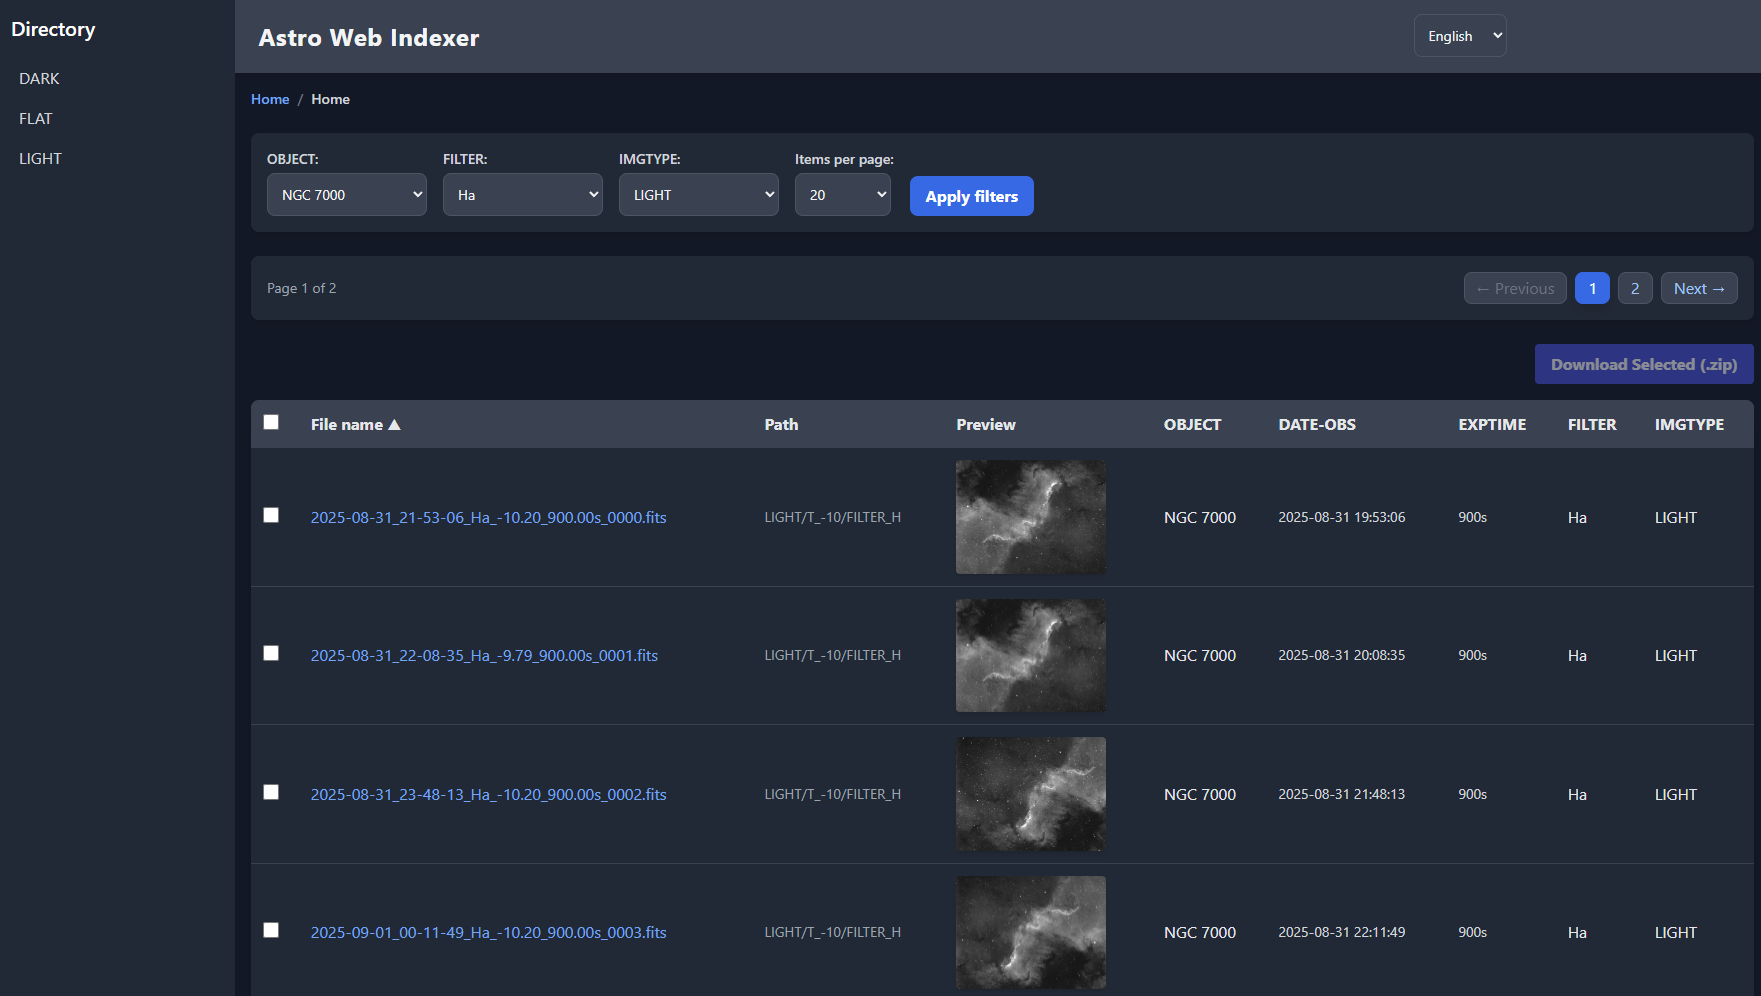 Directory
DARK
FLAT
LIGHT
Astro Web Indexer
English
Home / Home
OBJECT: FILTER: IMGTYPE: Items per page:
NGC 7000 Ha LIGHT 20 Apply filters
Page 1 of 2 ← Previous 1 2 Next →
Download Selected (.zip)
File name ▲ Path Preview OBJECT DATE-OBS EXPTIME FILTER IMGTYPE
2025-08-31_21-53-06_Ha_-10.20_900.00s_0000.fits LIGHT/T_-10/FILTER_H NGC 7000 2025-08-31 19:53:06 900s Ha LIGHT
2025-08-31_22-08-35_Ha_-9.79_900.00s_0001.fits LIGHT/T_-10/FILTER_H NGC 7000 2025-08-31 20:08:35 900s Ha LIGHT
2025-08-31_23-48-13_Ha_-10.20_900.00s_0002.fits LIGHT/T_-10/FILTER_H NGC 7000 2025-08-31 21:48:13 900s Ha LIGHT
2025-09-01_00-11-49_Ha_-10.20_900.00s_0003.fits LIGHT/T_-10/FILTER_H NGC 7000 2025-08-31 22:11:49 900s Ha LIGHT